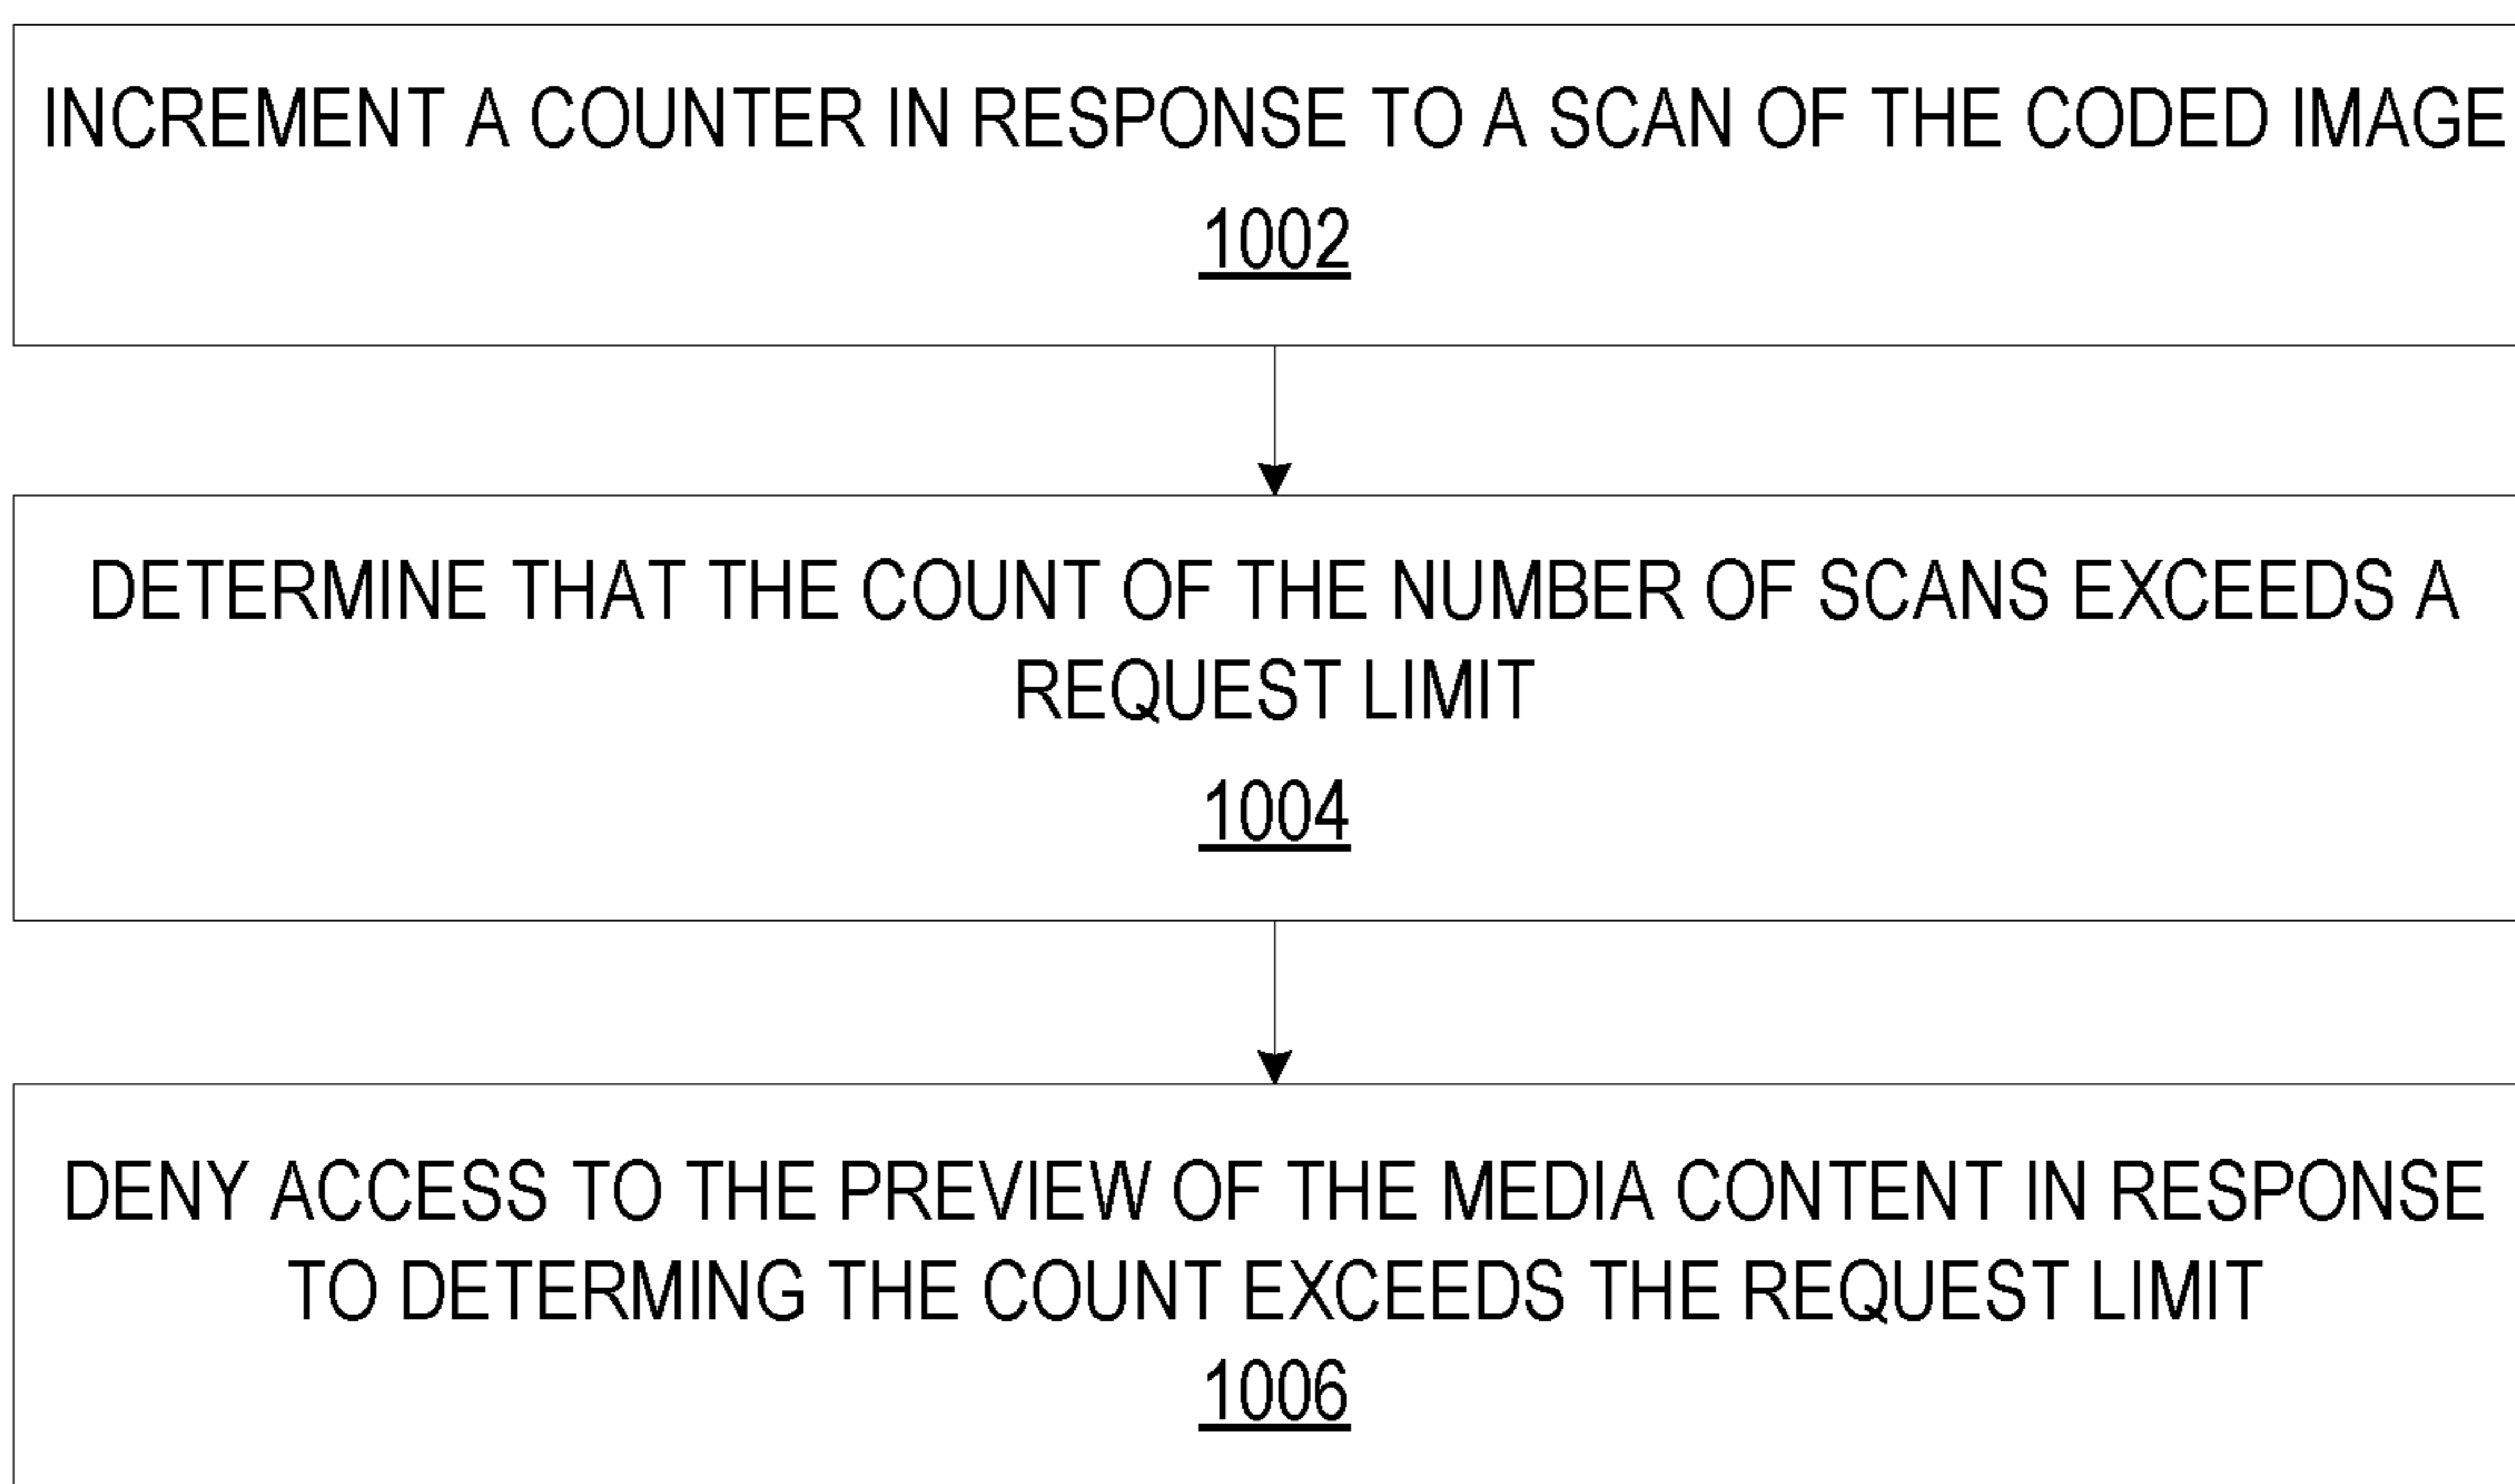 INCREMENT A COUNTER IN RESPONSE TO A SCAN OF THE CODED IMAGE
1002
DETERMINE THAT THE COUNT OF THE NUMBER OF SCANS EXCEEDS A
REQUEST LIMIT
1004
DENY ACCESS TO THE PREVIEW OF THE MEDIA CONTENT IN RESPONSE
TO DETERMING THE COUNT EXCEEDS THE REQUEST LIMIT
1006